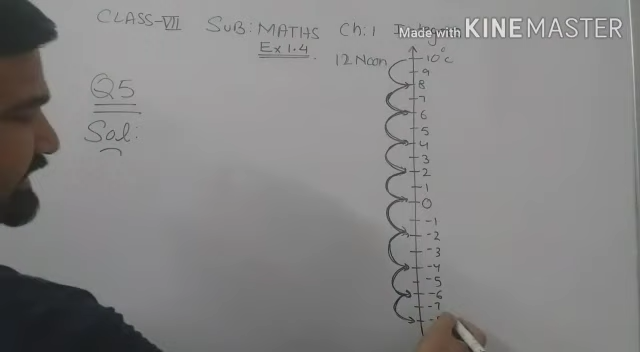 CLASS-VII SUB: MATHS Ch: 1
Made with KINEMASTER
Ex 1.4
12 Noon
10°C
9
8
7
6
5
4
3
2
1
0
-1
-2
-3
-4
-5
-6
-7
Q5
Sol: